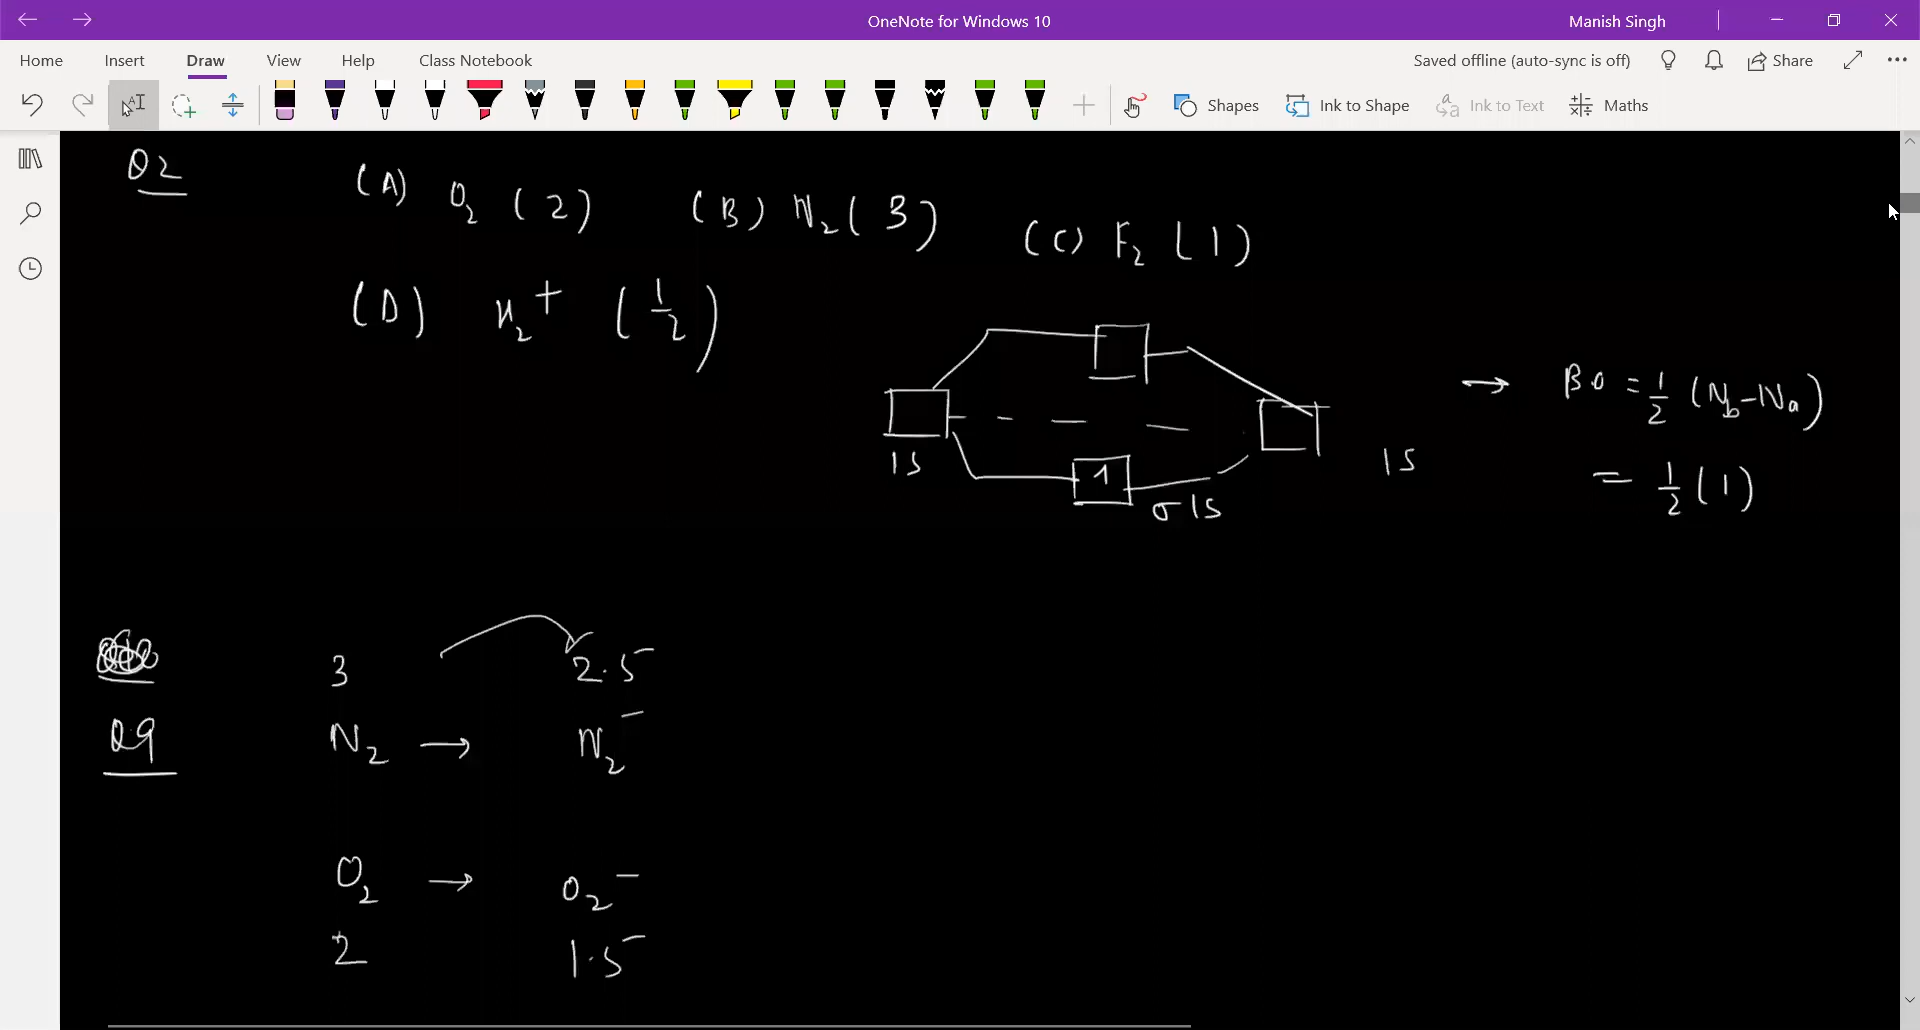 OneNote for Windows 10
Manish Singh
Home Insert Draw View Help Class Notebook
Saved offline (auto-sync is off) Share
Shapes Ink to Shape Ink to Text Maths
Q2 (A) O₂ (2) (B) N₂ (3) (C) F₂ (1)
(D) H₂⁺ (1/2)
BO = 1/2 (Nb-Na)
1s 1 σ1s 1s
= 1/2 (1)
3 2.5
Q9 N₂ → N₂⁻
O₂ → O₂⁻
2 1.5